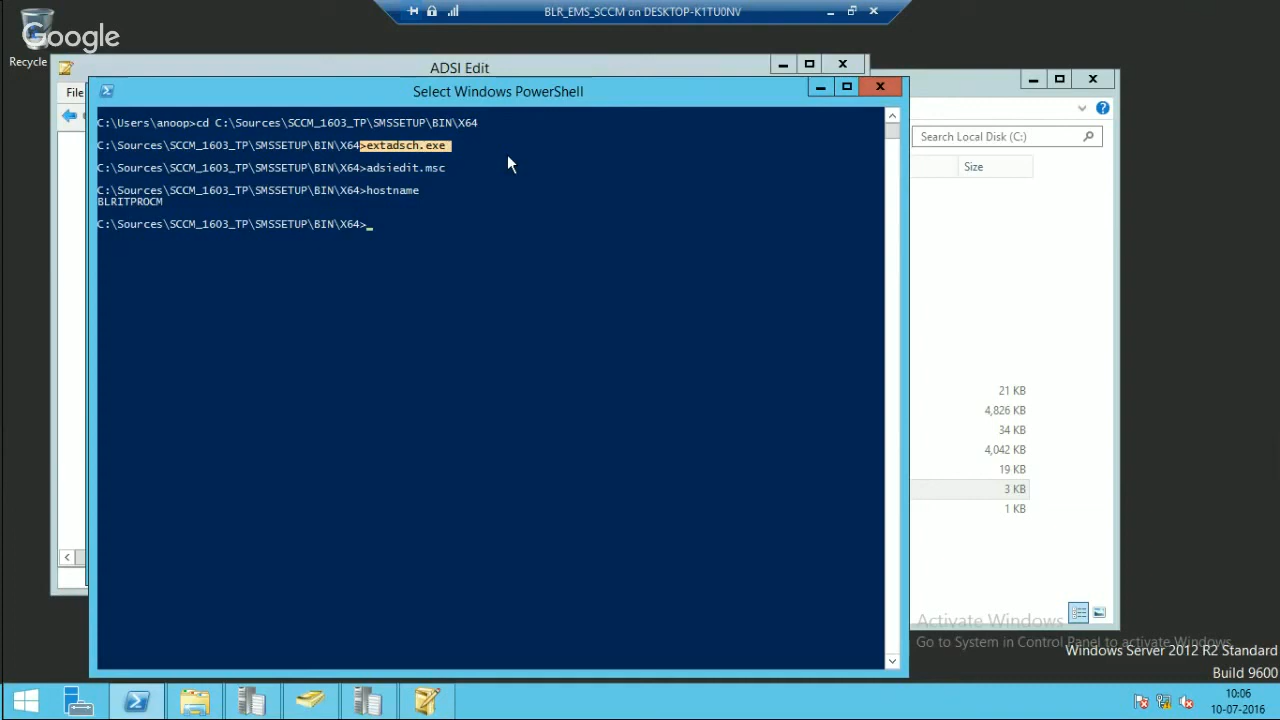 BLR_EMS_SCCM on DESKTOP-K1TU0NV
Google
Recycle
ADSI Edit
File
Select Windows PowerShell
C:\Users\anoops>cd C:\Sources\SCCM_1603_TP\SMSSETUP\BIN\X64
C:\Sources\SCCM_1603_TP\SMSSETUP\BIN\X64>extadsch.exe
C:\Sources\SCCM_1603_TP\SMSSETUP\BIN\X64>adsiedit.msc
C:\Sources\SCCM_1603_TP\SMSSETUP\BIN\X64>hostname
BLRITPROCM
C:\Sources\SCCM_1603_TP\SMSSETUP\BIN\X64>_
Search Local Disk (C:)
Size
21 KB
4,826 KB
34 KB
4,042 KB
19 KB
3 KB
1 KB
Activate Windows
Go to System in Control Panel to activate Windows.
Windows Server 2012 R2 Standard
Build 9600
10:06
10-07-2016